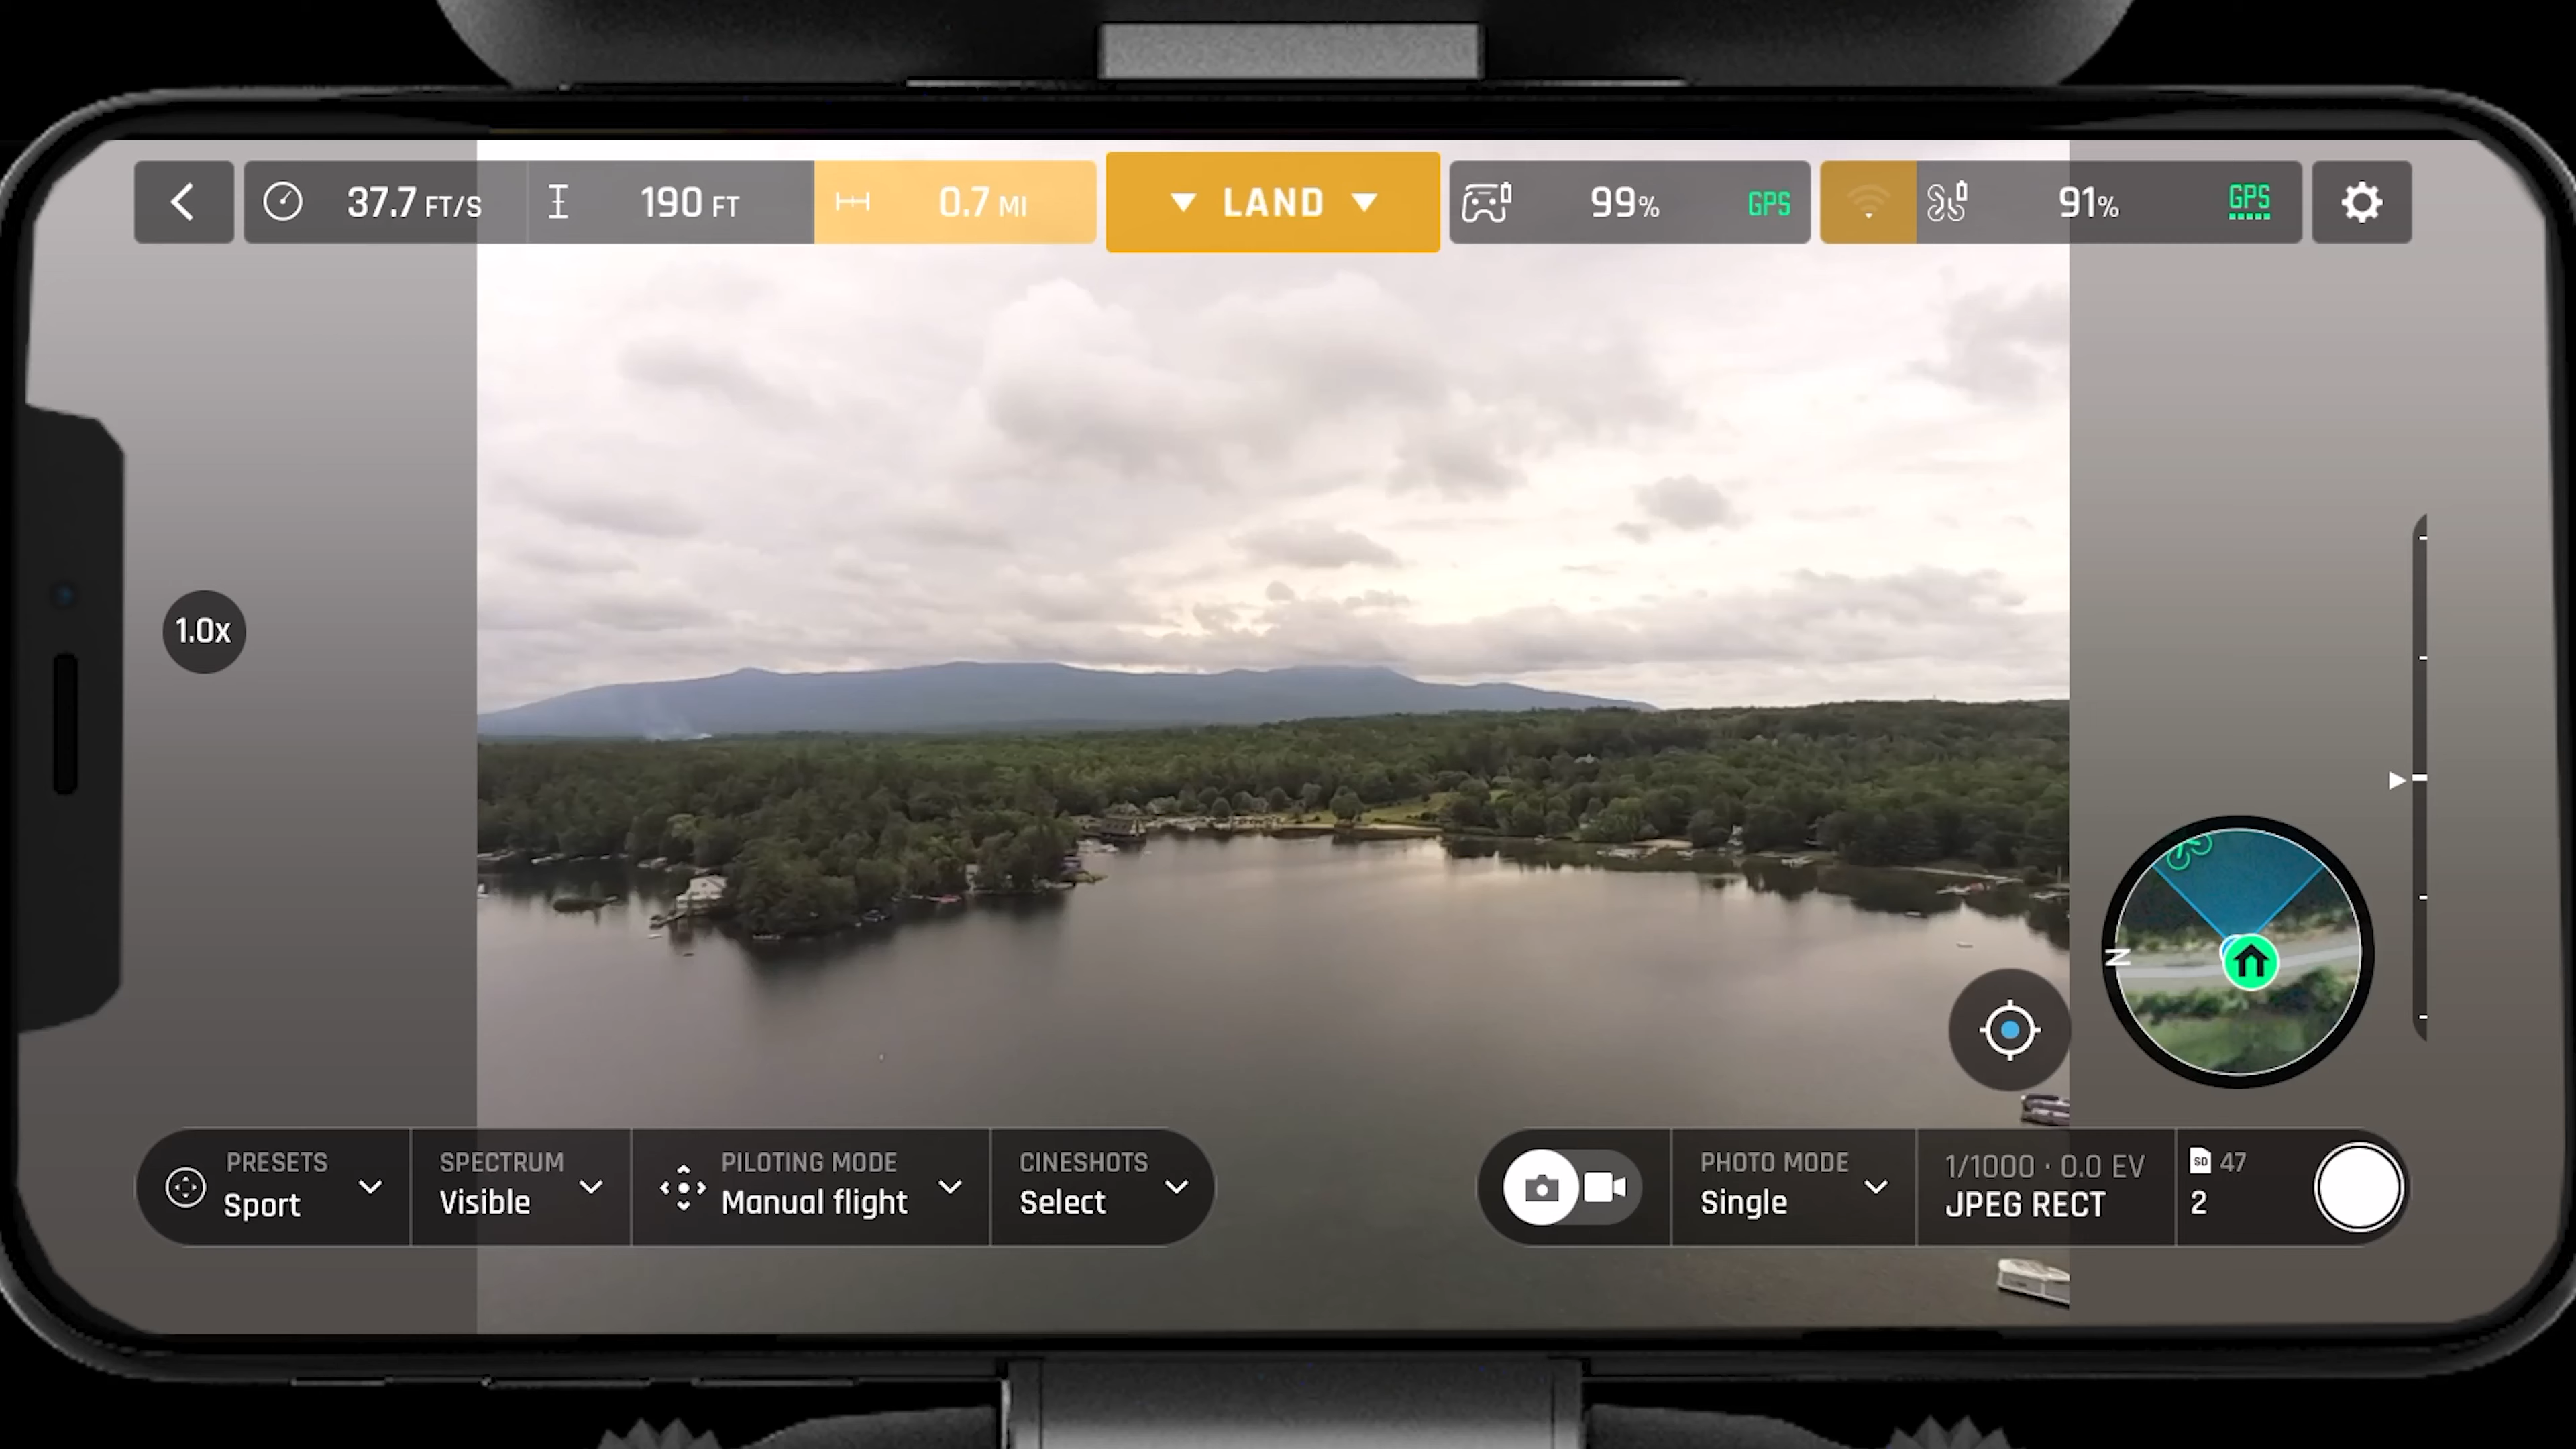 37.7 FT/S
190 FT
0.7 MI
LAND
99%
GPS
91%
GPS
1.0x
N
PRESETS
Sport
SPECTRUM
Visible
PILOTING MODE
Manual flight
CINESHOTS
Select
PHOTO MODE
Single
1/1000 · 0.0 EV
JPEG RECT
SD 47
2